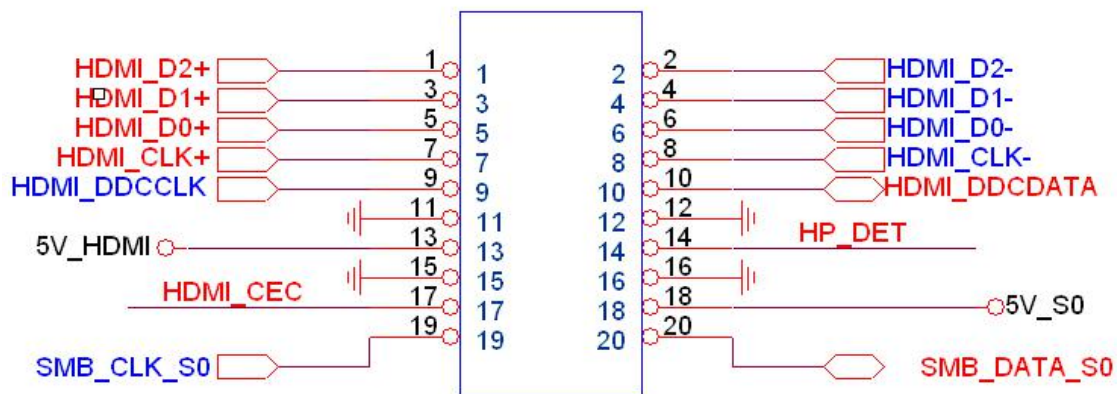 HDMI_D2+ 1 1 2 2 HDMI_D2-
HDMI_D1+ 3 3 4 4 HDMI_D1-
HDMI_D0+ 5 5 6 6 HDMI_D0-
HDMI_CLK+ 7 7 8 8 HDMI_CLK-
HDMI_DDCCLK 9 9 10 10 HDMI_DDCDATA
11 11 12 12
5V_HDMI 13 13 14 14 HP_DET
15 15 16 16
HDMI_CEC 17 17 18 18 5V_S0
19 19 20 20
SMB_CLK_S0 SMB_DATA_S0